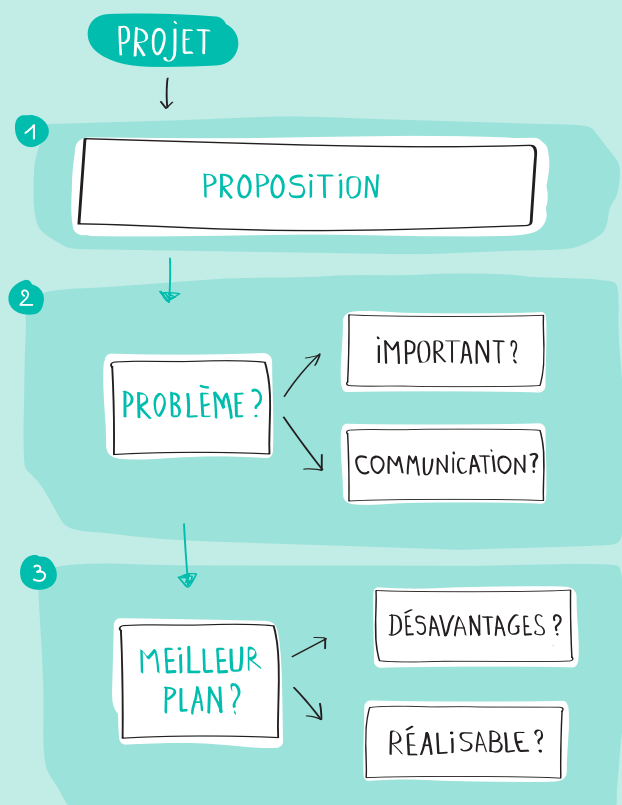 PROJET
1
PROPOSITION
2
PROBLÈME?
IMPORTANT?
COMMUNICATION?
3
MEILLEUR
PLAN?
DÉSAVANTAGES?
RÉALISABLE?